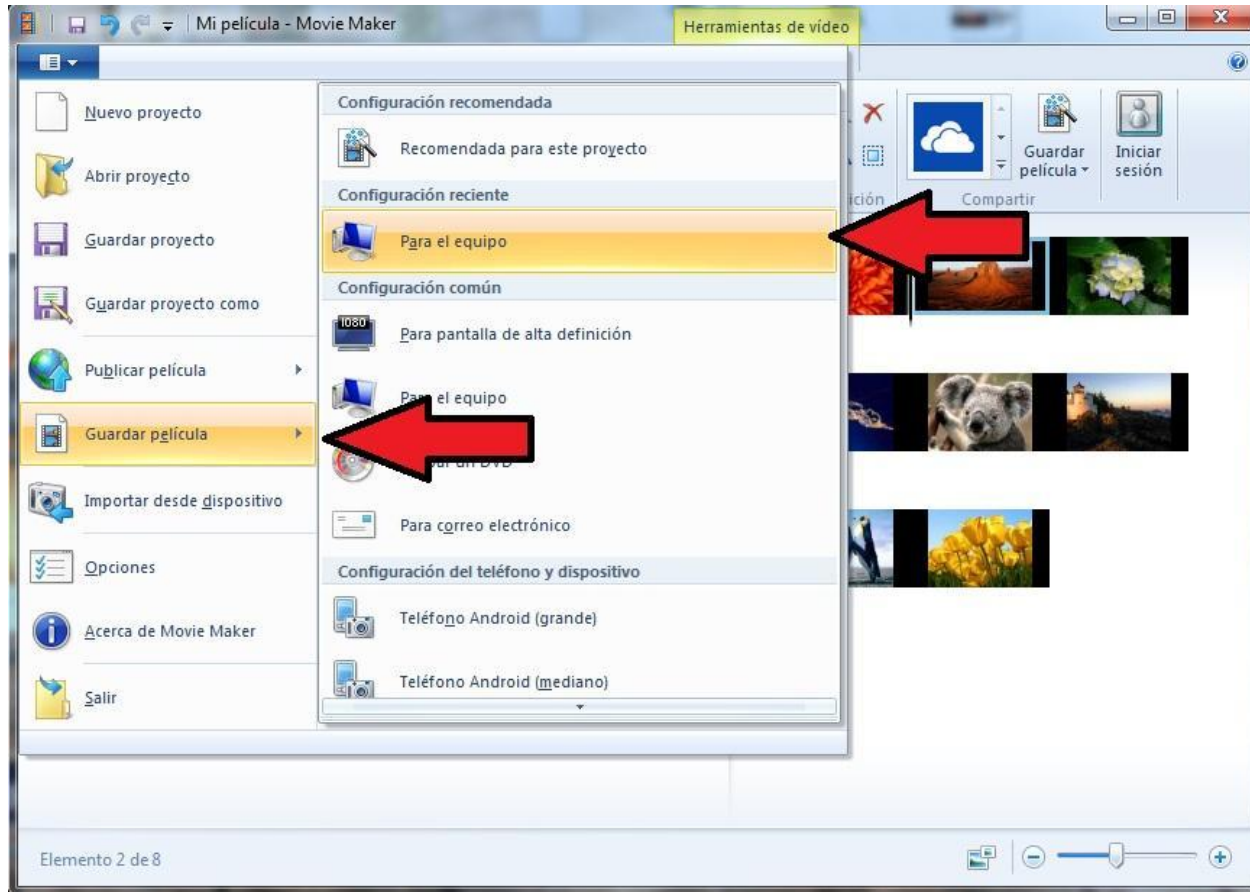 Mi película - Movie Maker
Herramientas de vídeo
Nuevo proyecto
Abrir proyecto
Guardar proyecto
Guardar proyecto como
Publicar película
Guardar película
Importar desde dispositivo
Opciones
Acerca de Movie Maker
Salir
Configuración recomendada
Recomendada para este proyecto
Configuración reciente
Para el equipo
Configuración común
1080
Para pantalla de alta definición
Para el equipo
un DVD
Para correo electrónico
Configuración del teléfono y dispositivo
Teléfono Android (grande)
Teléfono Android (mediano)
Guardar
película
Iniciar
sesión
Compartir
Elemento 2 de 8